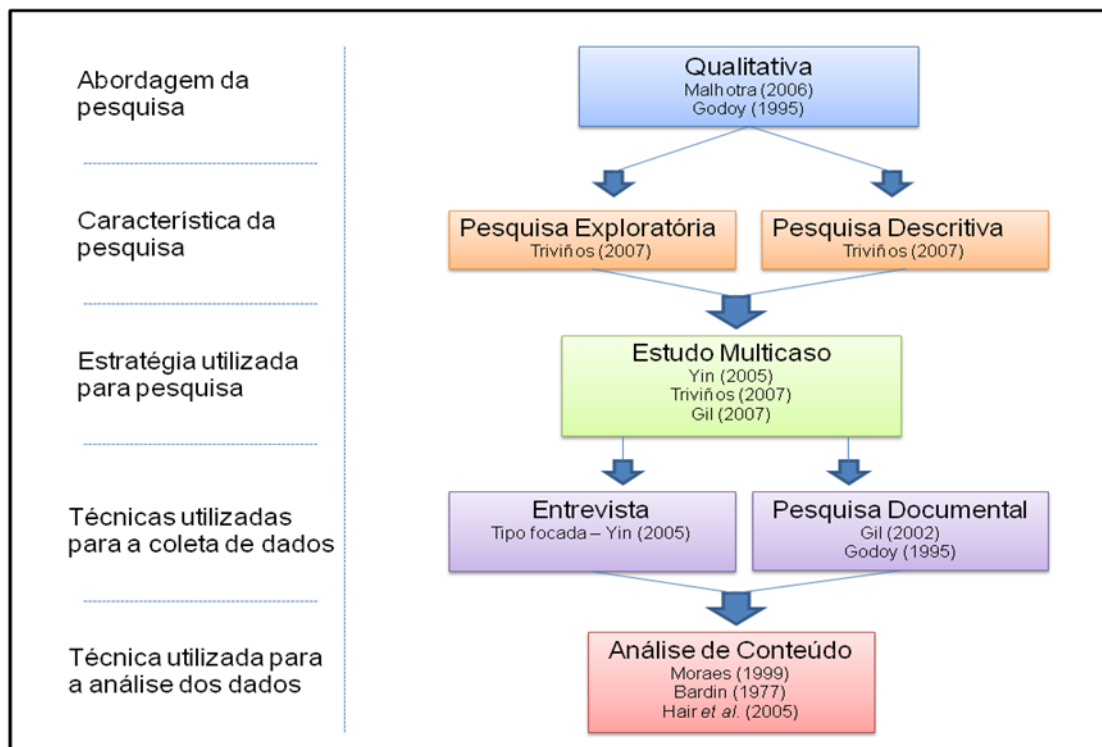 Abordagem da
pesquisa
Qualitativa
Malhotra (2006)
Godoy (1995)
Característica da
pesquisa
Pesquisa Exploratória
Triviños (2007)
Pesquisa Descritiva
Triviños (2007)
Estratégia utilizada
para pesquisa
Estudo Multicaso
Yin (2005)
Triviños (2007)
Gil (2007)
Técnicas utilizadas
para a coleta de dados
Entrevista
Tipo focada – Yin (2005)
Pesquisa Documental
Gil (2002)
Godoy (1995)
Técnica utilizada para
a análise dos dados
Análise de Conteúdo
Moraes (1999)
Bardin (1977)
Hair et al. (2005)